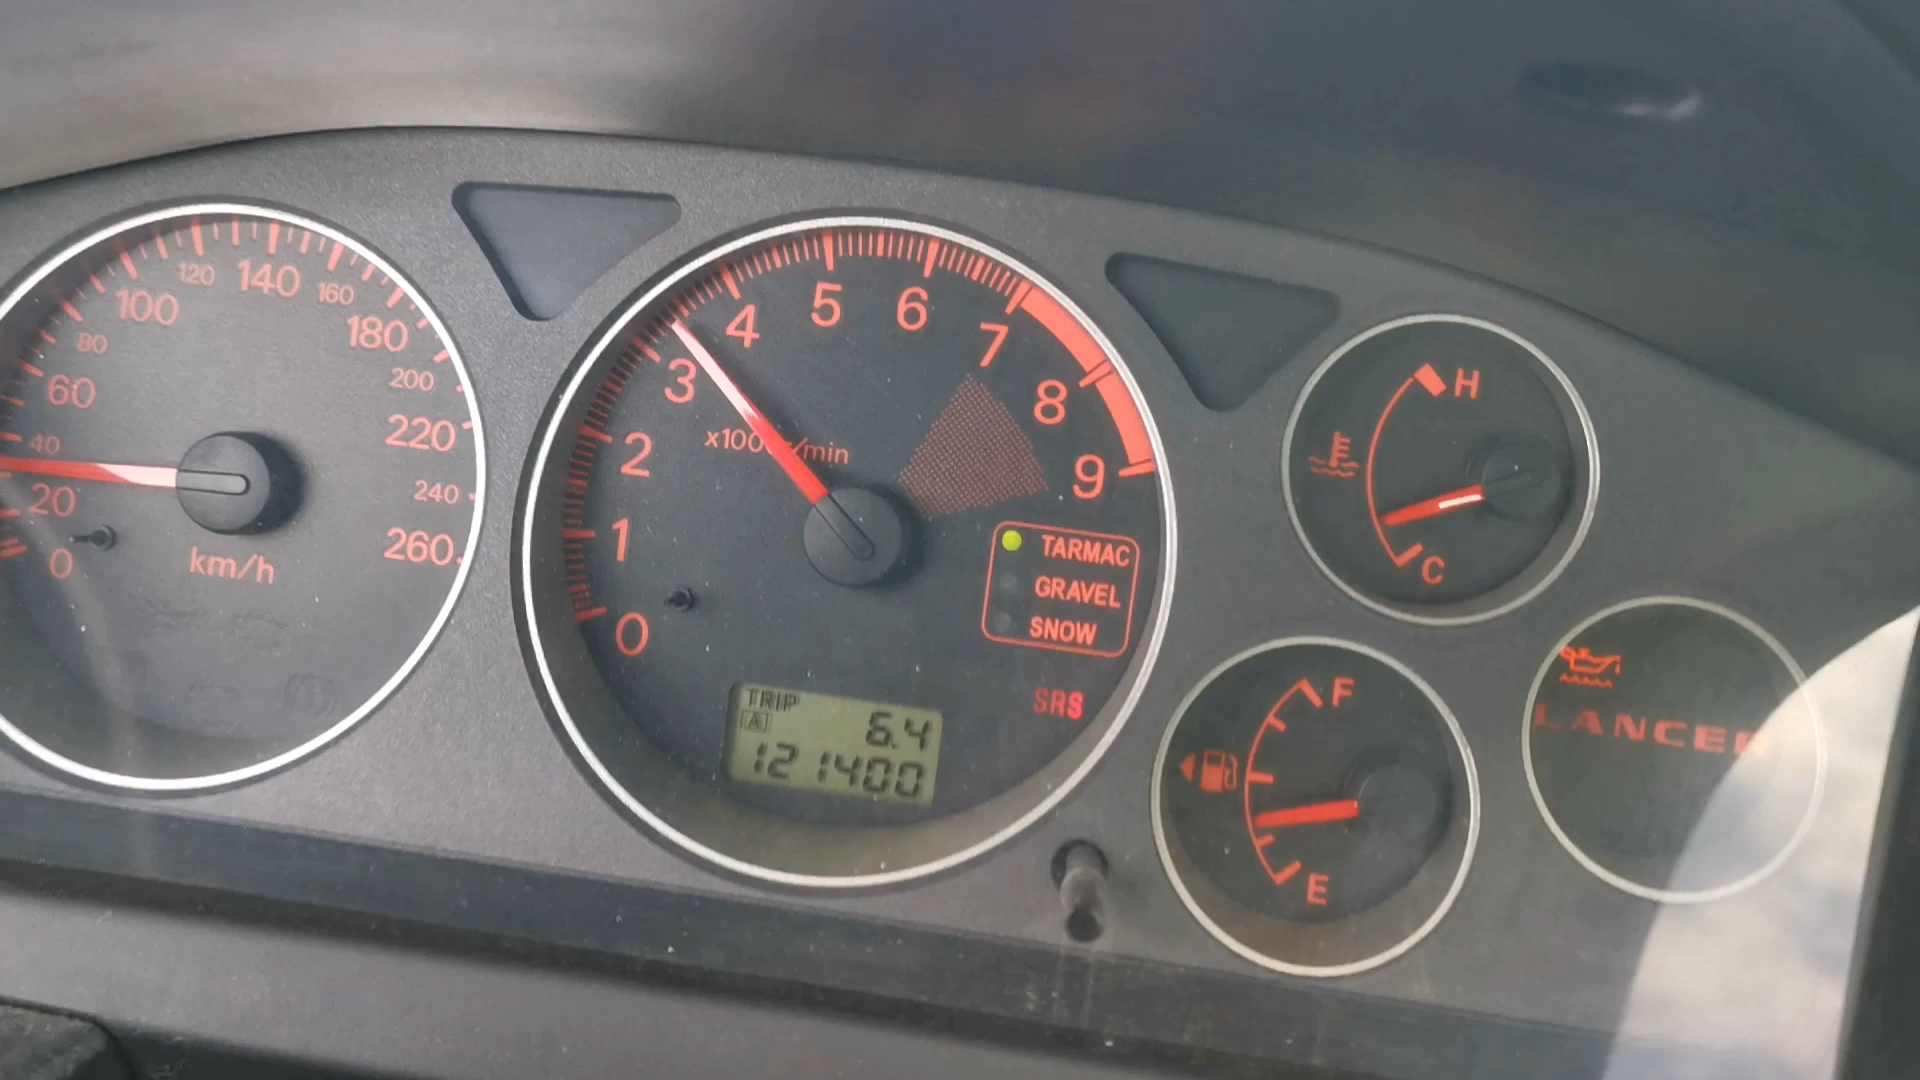 0
20
40
60
80
100
120
140
160
180
200
220
240
260
km/h
0
1
2
3
4
5
6
7
8
9
r/min
TARMAC
GRAVEL
SNOW
SRS
TRIP
A 6.4
121400
H
C
F
E
LANCER